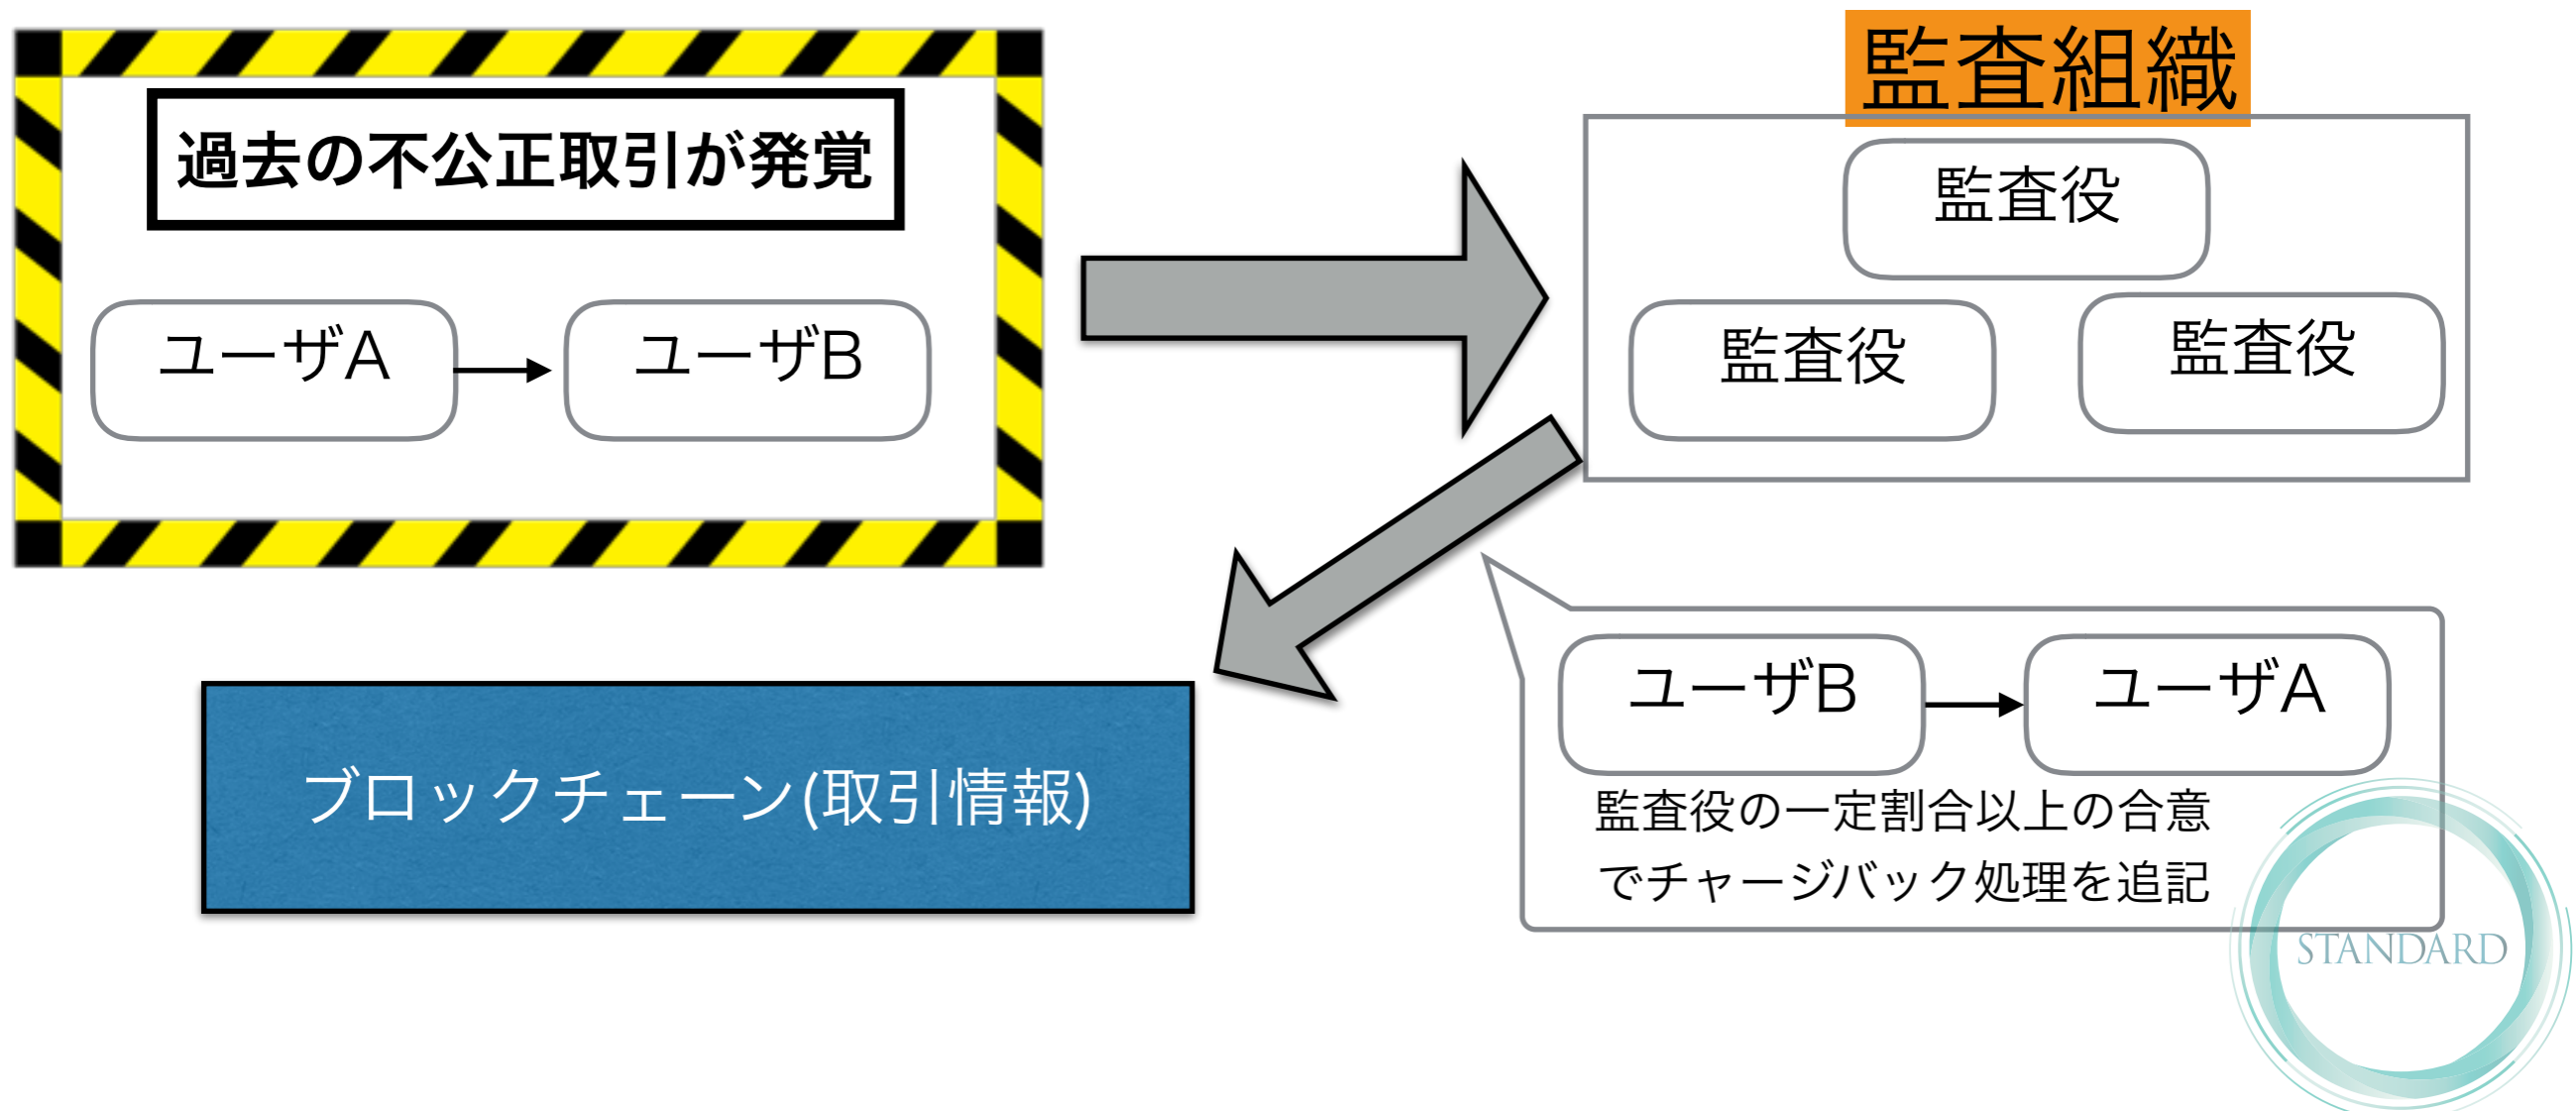 過去の不公正取引が発覚
ユーザA
ユーザB
監査組織
監査役
監査役
監査役
ブロックチェーン(取引情報)
ユーザB
ユーザA
監査役の一定割合以上の合意
でチャージバック処理を追記
STANDARD